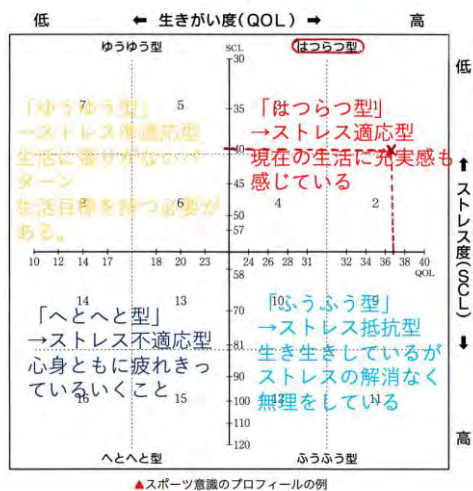 低 ← 生きがい度(QOL) → 高
ゆうゆう型 SCL はつらつ型
30
低
7 5 35 3 1
「ゆうゆう型」 「はつらつ型」
→ストレス準適応型 →ストレス適応型
生活に張りがないパ 40 現在の生活に充実感も
ターン 45 感じている
8 6 50 4 2
生活目標を持つ必要が
ある。
57
10 12 14 18 20 23 24 26 28 31 32 34 36 38 40
QOL
58
ストレス度(SCL)
14 13 70 10 9
「へとへと型」 「ふうふう型」
→ストレス不適応型 →ストレス抵抗型
心身ともに疲れきっ 81 生き生きしているが
ているいくこと 90 ストレスの解消なく
16 15 100 無理をしている
12 11
110
120
高
へとへと型 ふうふう型
▲スポーツ意識のプロフィールの例